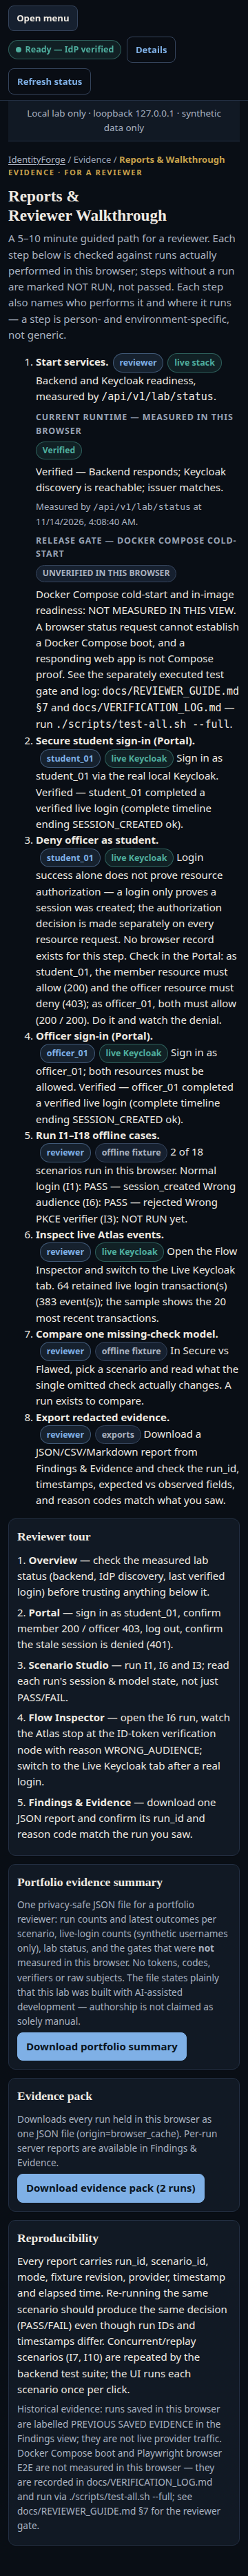 Open menu
Ready — IdP verified
Details
Refresh status
Local lab only · loopback 127.0.0.1 · synthetic
data only
IdentityForge / Evidence / Reports & Walkthrough
EVIDENCE · FOR A REVIEWER
Reports &
Reviewer Walkthrough
A 5–10 minute guided path for a reviewer. Each
step below is checked against runs actually
performed in this browser; steps without a run
are marked NOT RUN, not passed. Each step
also names who performs it and where it runs
— a step is person- and environment-specific,
not generic.
1. Start services. reviewer live stack
Backend and Keycloak readiness,
measured by /api/v1/lab/status.
CURRENT RUNTIME — MEASURED IN THIS
BROWSER
Verified
Verified — Backend responds; Keycloak
discovery is reachable; issuer matches.
Measured by /api/v1/lab/status at
11/14/2026, 4:08:40 AM.
RELEASE GATE — DOCKER COMPOSE COLD-
START
UNVERIFIED IN THIS BROWSER
Docker Compose cold-start and in-image
readiness: NOT MEASURED IN THIS VIEW.
A browser status request cannot establish
a Docker Compose boot, and a
responding web app is not Compose
proof. See the separately executed test
gate and log: docs/REVIEWER_GUIDE.md
§7 and docs/VERIFICATION_LOG.md —
run ./scripts/test-all.sh --full.
2. Secure student sign-in (Portal).
student_01 live Keycloak Sign in as
student_01 via the real local Keycloak.
Verified — student_01 completed a
verified live login (complete timeline
ending SESSION_CREATED ok).
3. Deny officer as student.
student_01 live Keycloak Login
success alone does not prove resource
authorization — a login only proves a
session was created; the authorization
decision is made separately on every
resource request. No browser record
exists for this step. Check in the Portal: as
student_01, the member resource must
allow (200) and the officer resource must
deny (403); as officer_01, both must allow
(200 / 200). Do it and watch the denial.
4. Officer sign-in (Portal).
officer_01 live Keycloak Sign in as
officer_01; both resources must be
allowed. Verified — officer_01 completed
a verified live login (complete timeline
ending SESSION_CREATED ok).
5. Run I1–I18 offline cases.
reviewer offline fixture 2 of 18
scenarios run in this browser. Normal
login (I1): PASS — session_created Wrong
audience (I6): PASS — rejected Wrong
PKCE verifier (I3): NOT RUN yet.
6. Inspect live Atlas events.
reviewer live Keycloak Open the Flow
Inspector and switch to the Live Keycloak
tab. 64 retained live login transaction(s)
(383 event(s)); the sample shows the 20
most recent transactions.
7. Compare one missing-check model.
reviewer offline fixture In Secure vs
Flawed, pick a scenario and read what the
single omitted check actually changes. A
run exists to compare.
8. Export redacted evidence.
reviewer exports Download a
JSON/CSV/Markdown report from
Findings & Evidence and check the run_id,
timestamps, expected vs observed fields,
and reason codes match what you saw.
Reviewer tour
1. Overview — check the measured lab
status (backend, IdP discovery, last verified
login) before trusting anything below it.
2. Portal — sign in as student_01, confirm
member 200 / officer 403, log out, confirm
the stale session is denied (401).
3. Scenario Studio — run I1, I6 and I3; read
each run's session & model state, not just
PASS/FAIL.
4. Flow Inspector — open the I6 run, watch
the Atlas stop at the ID-token verification
node with reason WRONG_AUDIENCE;
switch to the Live Keycloak tab after a real
login.
5. Findings & Evidence — download one
JSON report and confirm its run_id and
reason code match the run you saw.
Portfolio evidence summary
One privacy-safe JSON file for a portfolio
reviewer: run counts and latest outcomes per
scenario, live-login counts (synthetic usernames
only), lab status, and the gates that were not
measured in this browser. No tokens, codes,
verifiers or raw subjects. The file states plainly
that this lab was built with AI-assisted
development — authorship is not claimed as
solely manual.
Download portfolio summary
Evidence pack
Downloads every run held in this browser as
one JSON file (origin=browser_cache). Per-run
server reports are available in Findings &
Evidence.
Download evidence pack (2 runs)
Reproducibility
Every report carries run_id, scenario_id,
mode, fixture revision, provider, timestamp
and elapsed time. Re-running the same
scenario should produce the same decision
(PASS/FAIL) even though run IDs and
timestamps differ. Concurrent/replay
scenarios (I7, I10) are repeated by the
backend test suite; the UI runs each
scenario once per click.
Historical evidence: runs saved in this browser
are labelled PREVIOUS SAVED EVIDENCE in the
Findings view; they are not live provider traffic.
Docker Compose boot and Playwright browser
E2E are not measured in this browser — they
are recorded in docs/VERIFICATION_LOG.md
and run via ./scripts/test-all.sh --full; see
docs/REVIEWER_GUIDE.md §7 for the reviewer
gate.